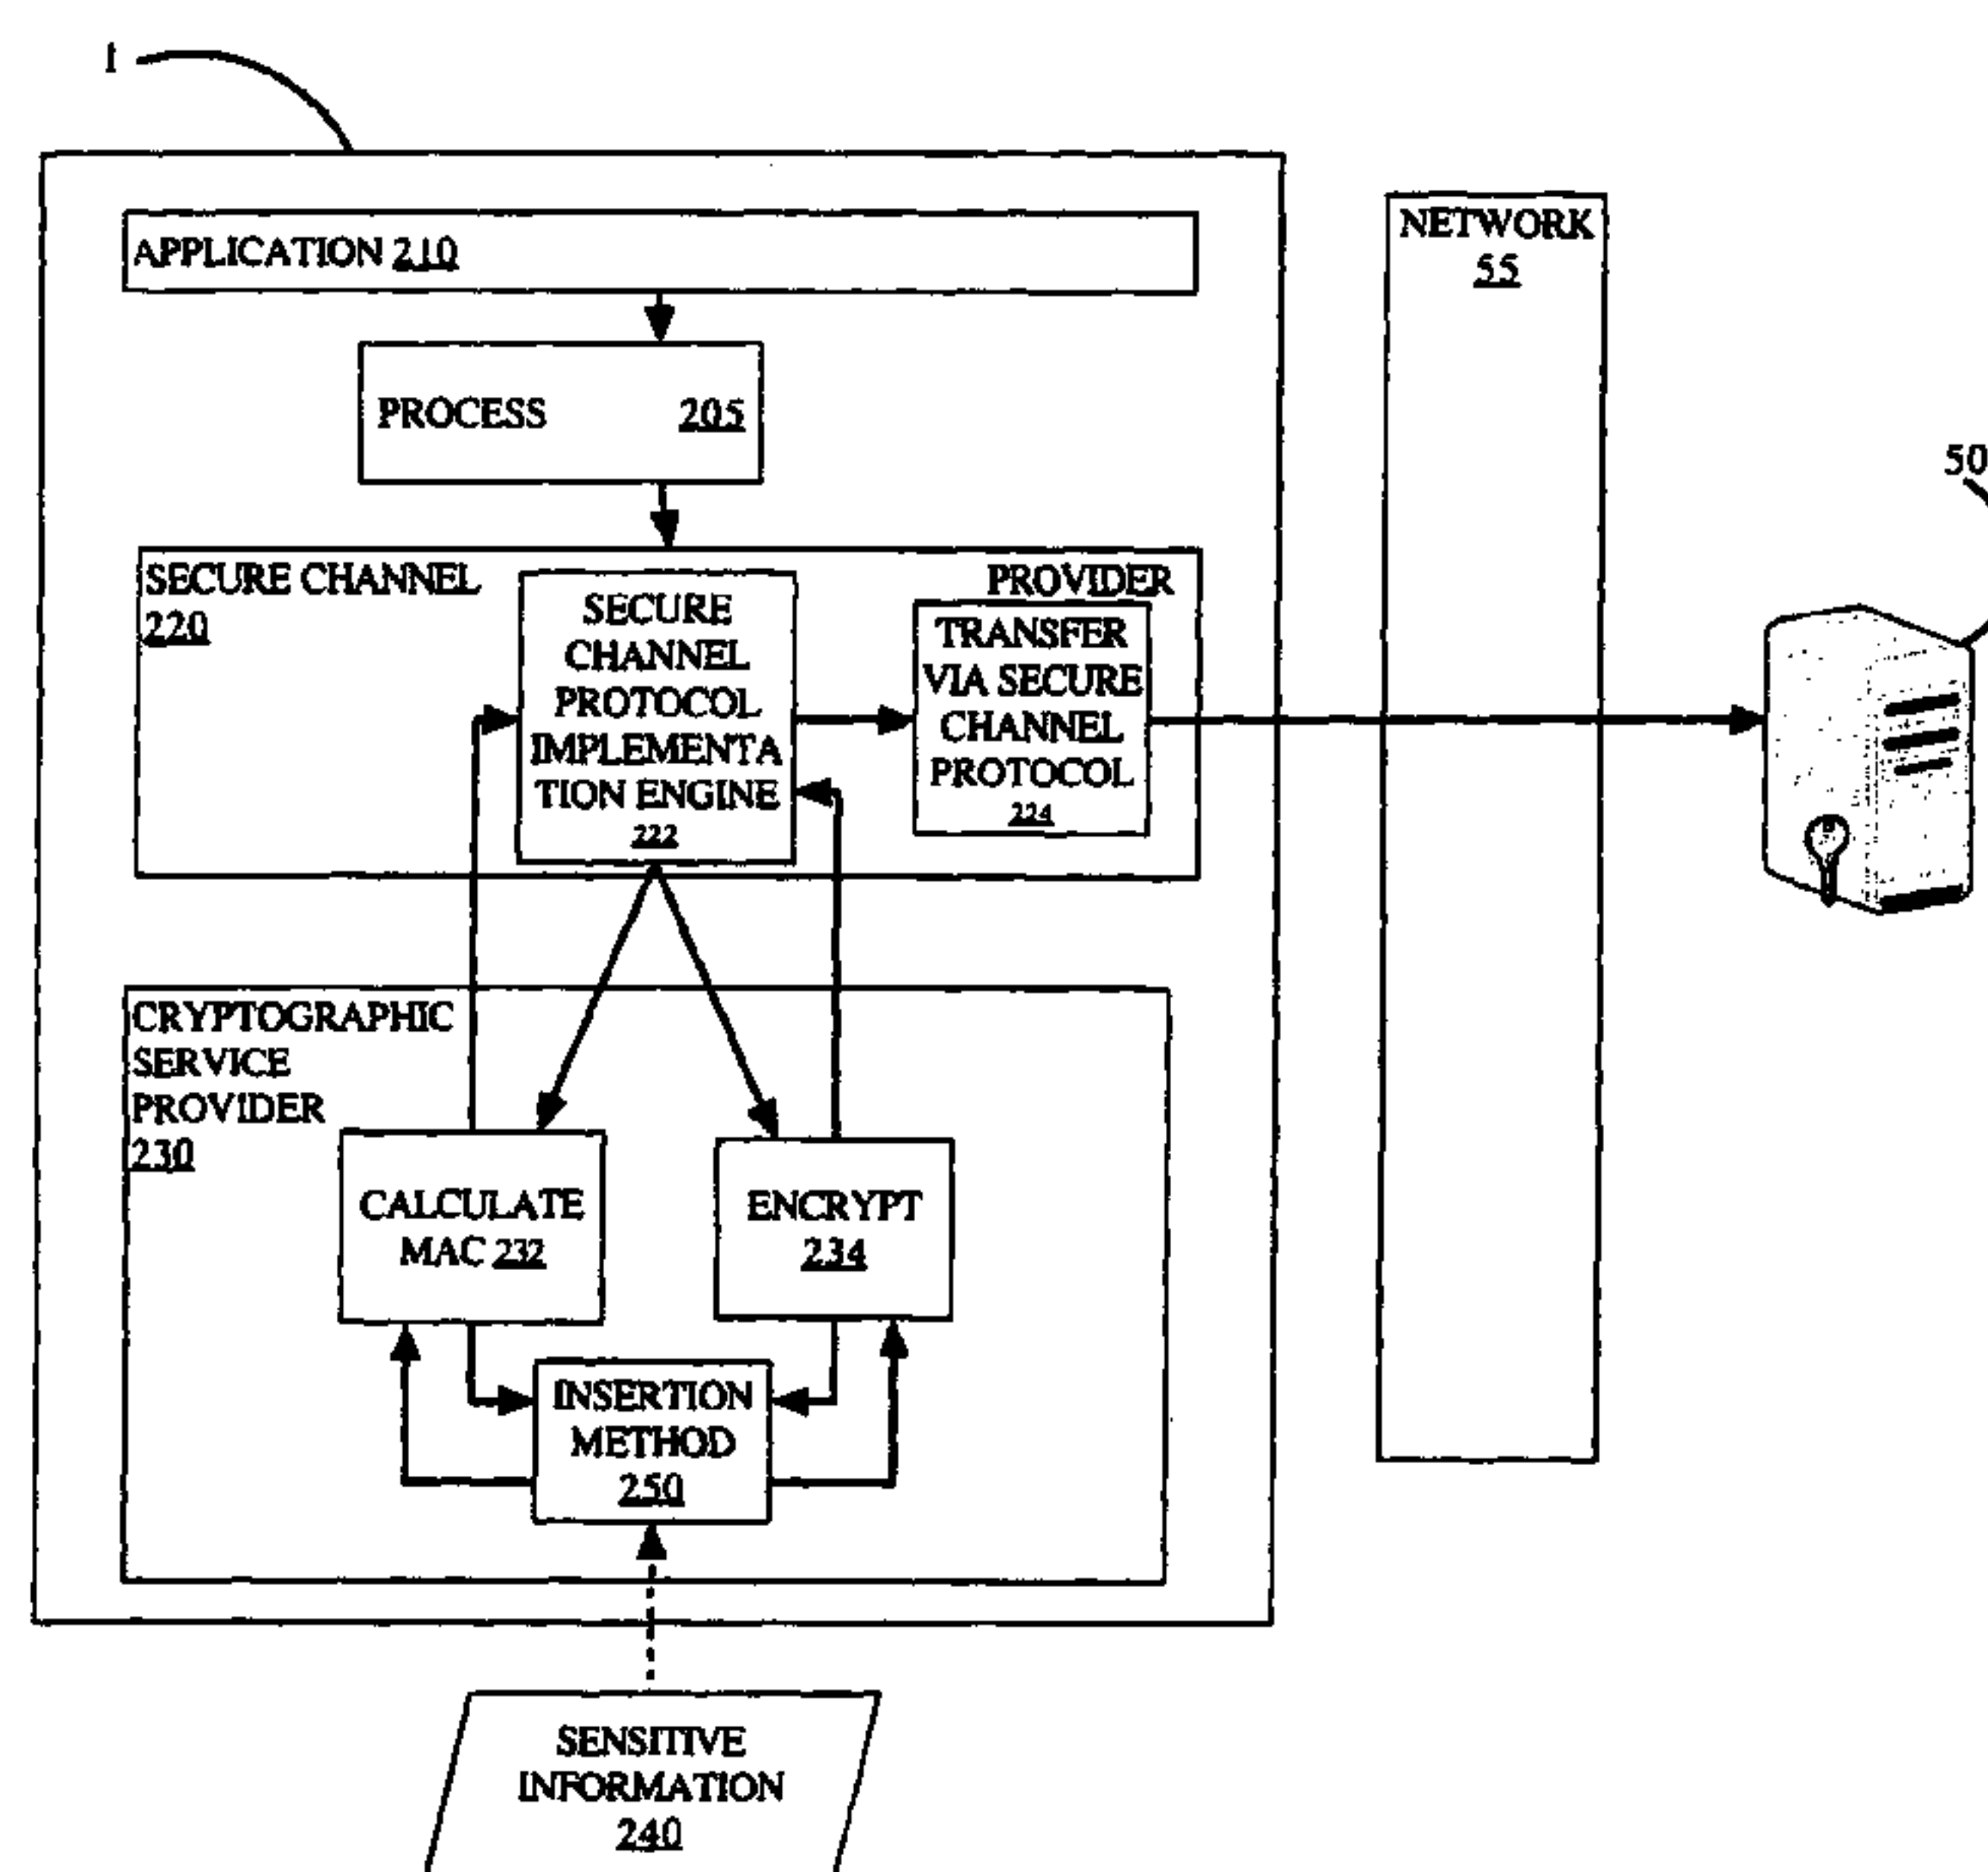 1
APPLICATION 210
PROCESS 205
NETWORK
55
50
SECURE CHANNEL
220
PROVIDER
SECURE
CHANNEL
PROTOCOL
IMPLEMENTA
TION ENGINE
222
TRANSFER
VIA SECURE
CHANNEL
PROTOCOL
224
CRYPTOGRAPHIC
SERVICE
PROVIDER
230
CALCULATE
MAC 232
ENCRYPT
234
INSERTION
METHOD
250
SENSITIVE
INFORMATION
240